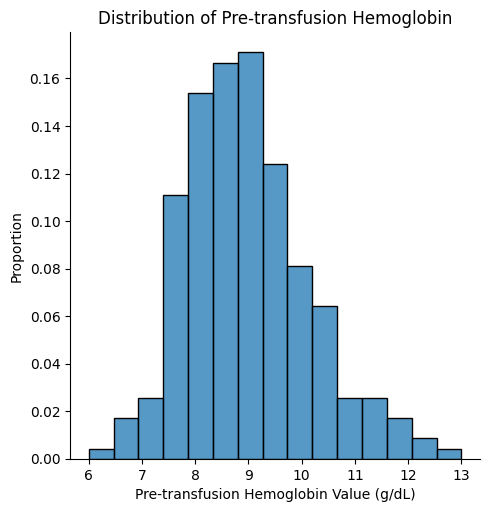 Distribution of Pre-transfusion Hemoglobin
0.16
0.14
0.12
0.10
0.08
0.06
0.04
0.02
0.00
Proportion
6 7 8 9 10 11 12 13
Pre-transfusion Hemoglobin Value (g/dL)